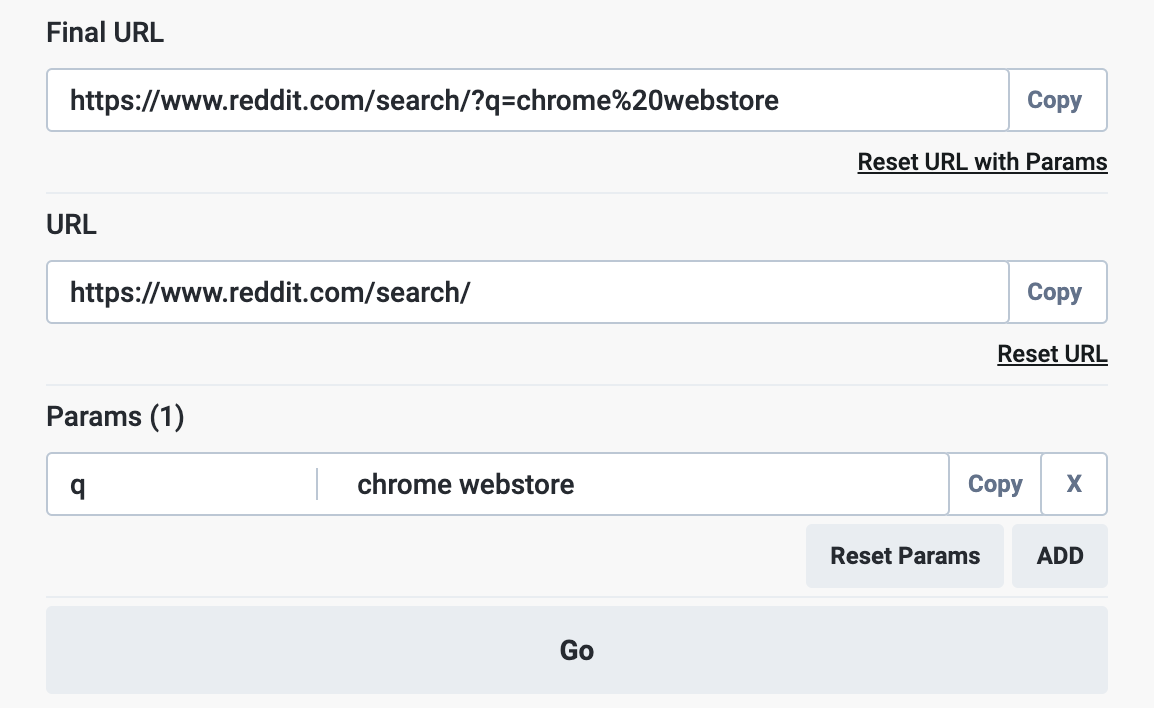 Final URL
https://www.reddit.com/search/?q=chrome%20webstore Copy
Reset URL with Params
URL
https://www.reddit.com/search/ Copy
Reset URL
Params (1)
q chrome webstore Copy X
Reset Params ADD
Go